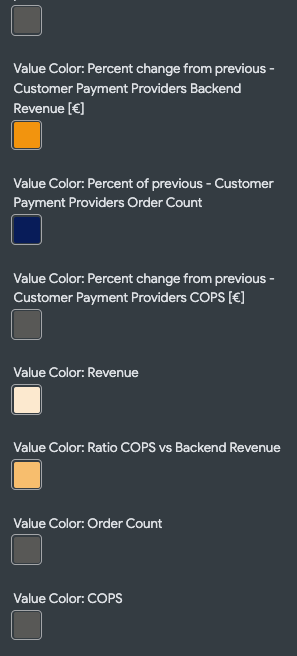 Value Color: Percent change from previous -
Customer Payment Providers Backend
Revenue [€]
Value Color: Percent of previous - Customer
Payment Providers Order Count
Value Color: Percent change from previous -
Customer Payment Providers COPS [€]
Value Color: Revenue
Value Color: Ratio COPS vs Backend Revenue
Value Color: Order Count
Value Color: COPS